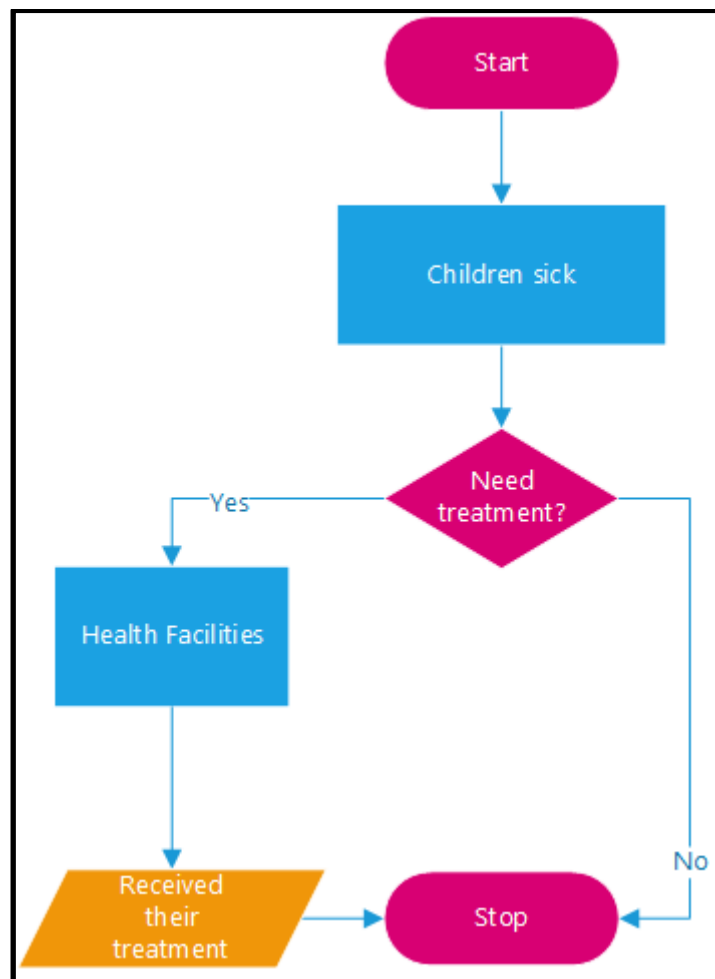 Start
Children sick
Need
treatment?
Yes
Health Facilities
No
Received
their
treatment
Stop